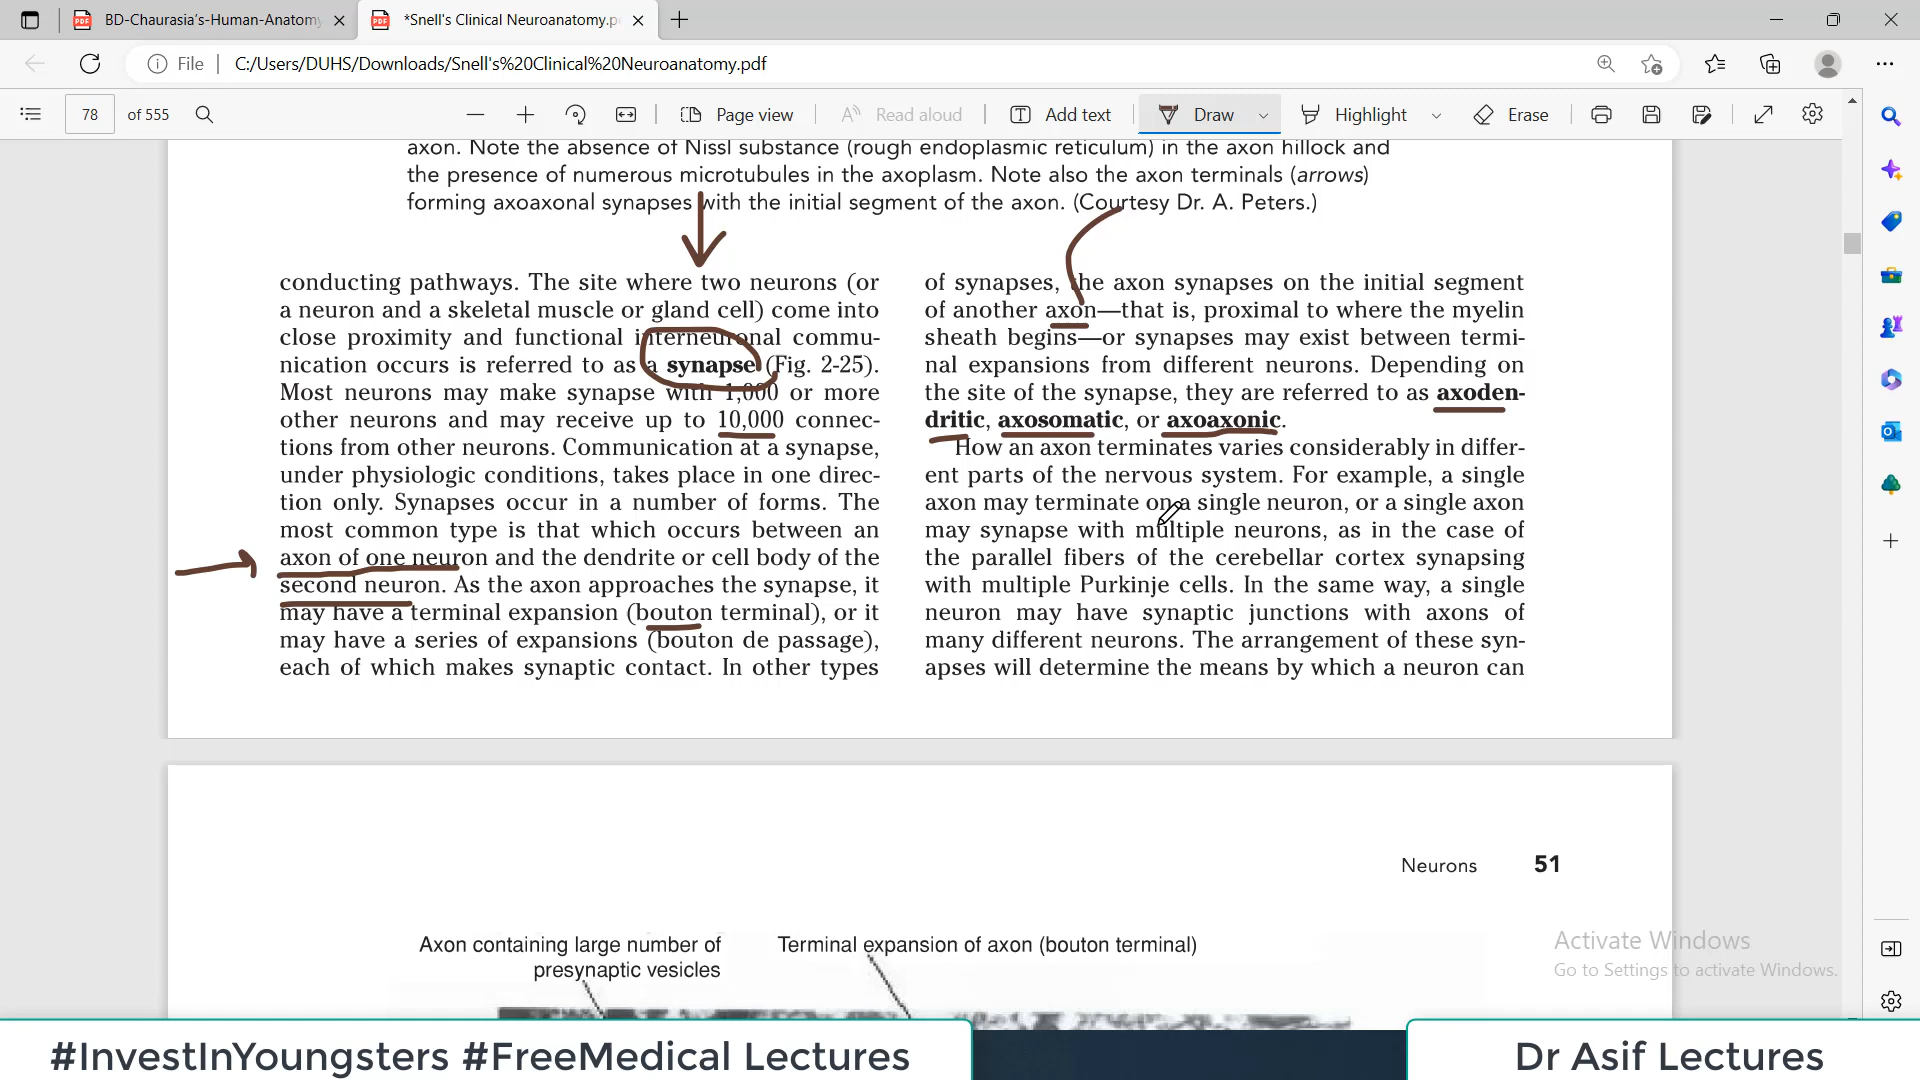 BD-Chaurasia's-Human-Anatomy
*Snell's Clinical Neuroanatomy.p
File
C:/Users/DUHS/Downloads/Snell's%20Clinical%20Neuroanatomy.pdf
78 of 555
Page view
Read aloud
Add text
Draw
Highlight
Erase
axon. Note the absence of Nissl substance (rough endoplasmic reticulum) in the axon hillock and
the presence of numerous microtubules in the axoplasm. Note also the axon terminals (arrows)
forming axoaxonal synapses with the initial segment of the axon. (Courtesy Dr. A. Peters.)
conducting pathways. The site where two neurons (or
a neuron and a skeletal muscle or gland cell) come into
close proximity and functional interneuronal commu-
nication occurs is referred to as a synapse (Fig. 2-25).
Most neurons may make synapse with 1,000 or more
other neurons and may receive up to 10,000 connec-
tions from other neurons. Communication at a synapse,
under physiologic conditions, takes place in one direc-
tion only. Synapses occur in a number of forms. The
most common type is that which occurs between an
axon of one neuron and the dendrite or cell body of the
second neuron. As the axon approaches the synapse, it
may have a terminal expansion (bouton terminal), or it
may have a series of expansions (bouton de passage),
each of which makes synaptic contact. In other types
of synapses, the axon synapses on the initial segment
of another axon—that is, proximal to where the myelin
sheath begins—or synapses may exist between termi-
nal expansions from different neurons. Depending on
the site of the synapse, they are referred to as axoden-
dritic, axosomatic, or axoaxonic.
How an axon terminates varies considerably in differ-
ent parts of the nervous system. For example, a single
axon may terminate on a single neuron, or a single axon
may synapse with multiple neurons, as in the case of
the parallel fibers of the cerebellar cortex synapsing
with multiple Purkinje cells. In the same way, a single
neuron may have synaptic junctions with axons of
many different neurons. The arrangement of these syn-
apses will determine the means by which a neuron can
Neurons 51
Axon containing large number of
presynaptic vesicles
Terminal expansion of axon (bouton terminal)
Activate Windows
Go to Settings to activate Windows.
#InvestInYoungsters #FreeMedical Lectures
Dr Asif Lectures